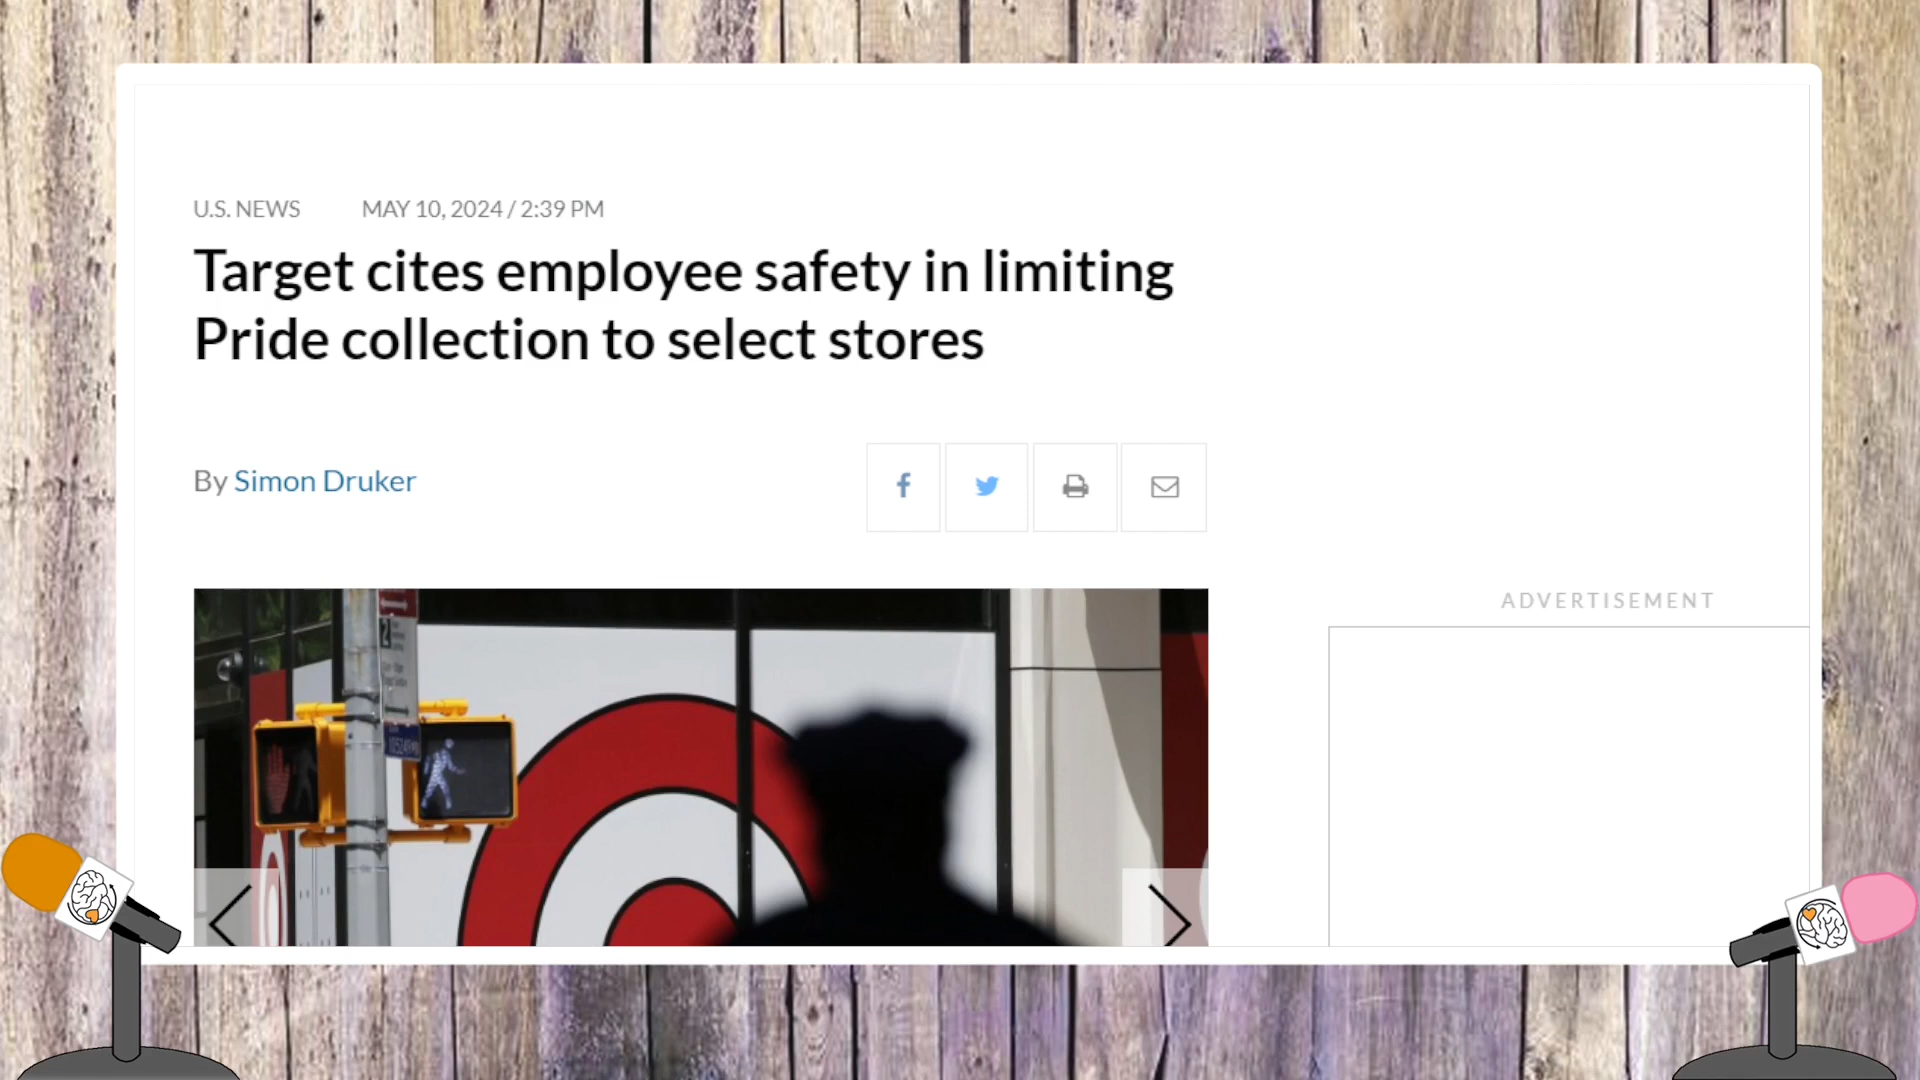 U.S. NEWS MAY 10, 2024 / 2:39 PM
Target cites employee safety in limiting
Pride collection to select stores
By Simon Druker
ADVERTISEMENT